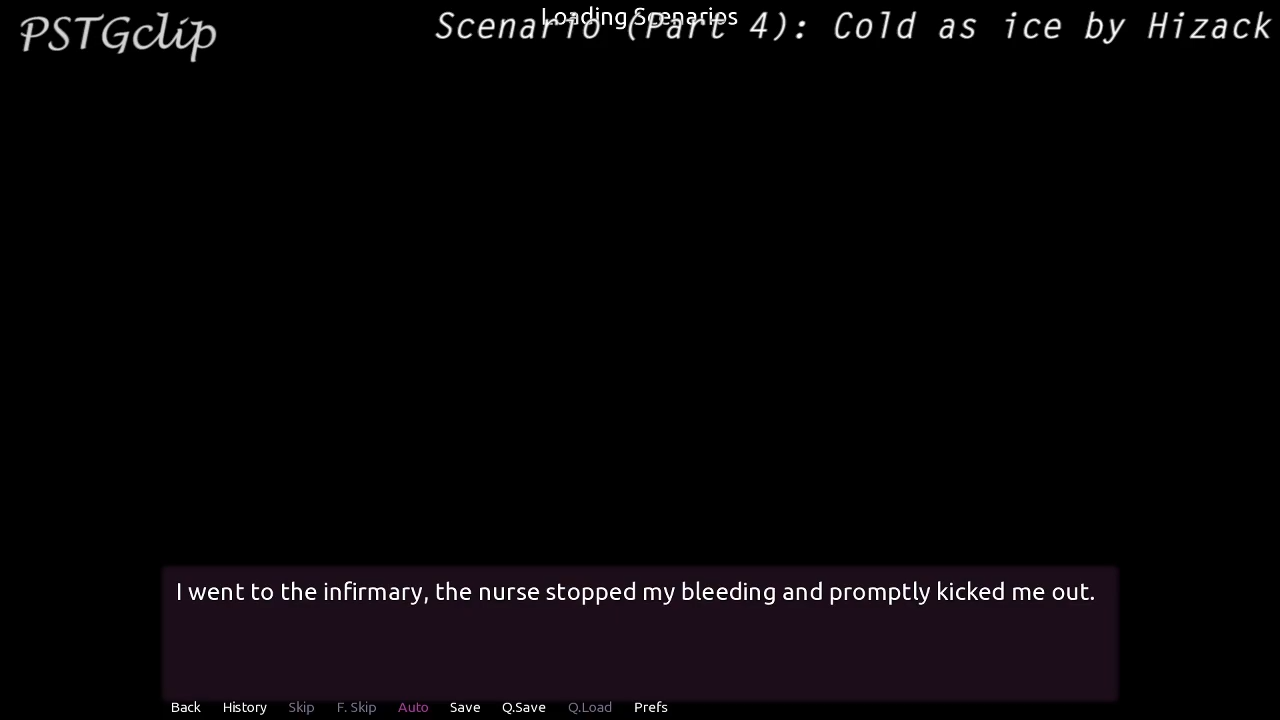 PSTGclip
Loading Scenarios
Scenario (Part 4): Cold as ice by Hizack
I went to the infirmary, the nurse stopped my bleeding and promptly kicked me out.
Back History Skip F. Skip Auto Save Q.Save Q.Load Prefs